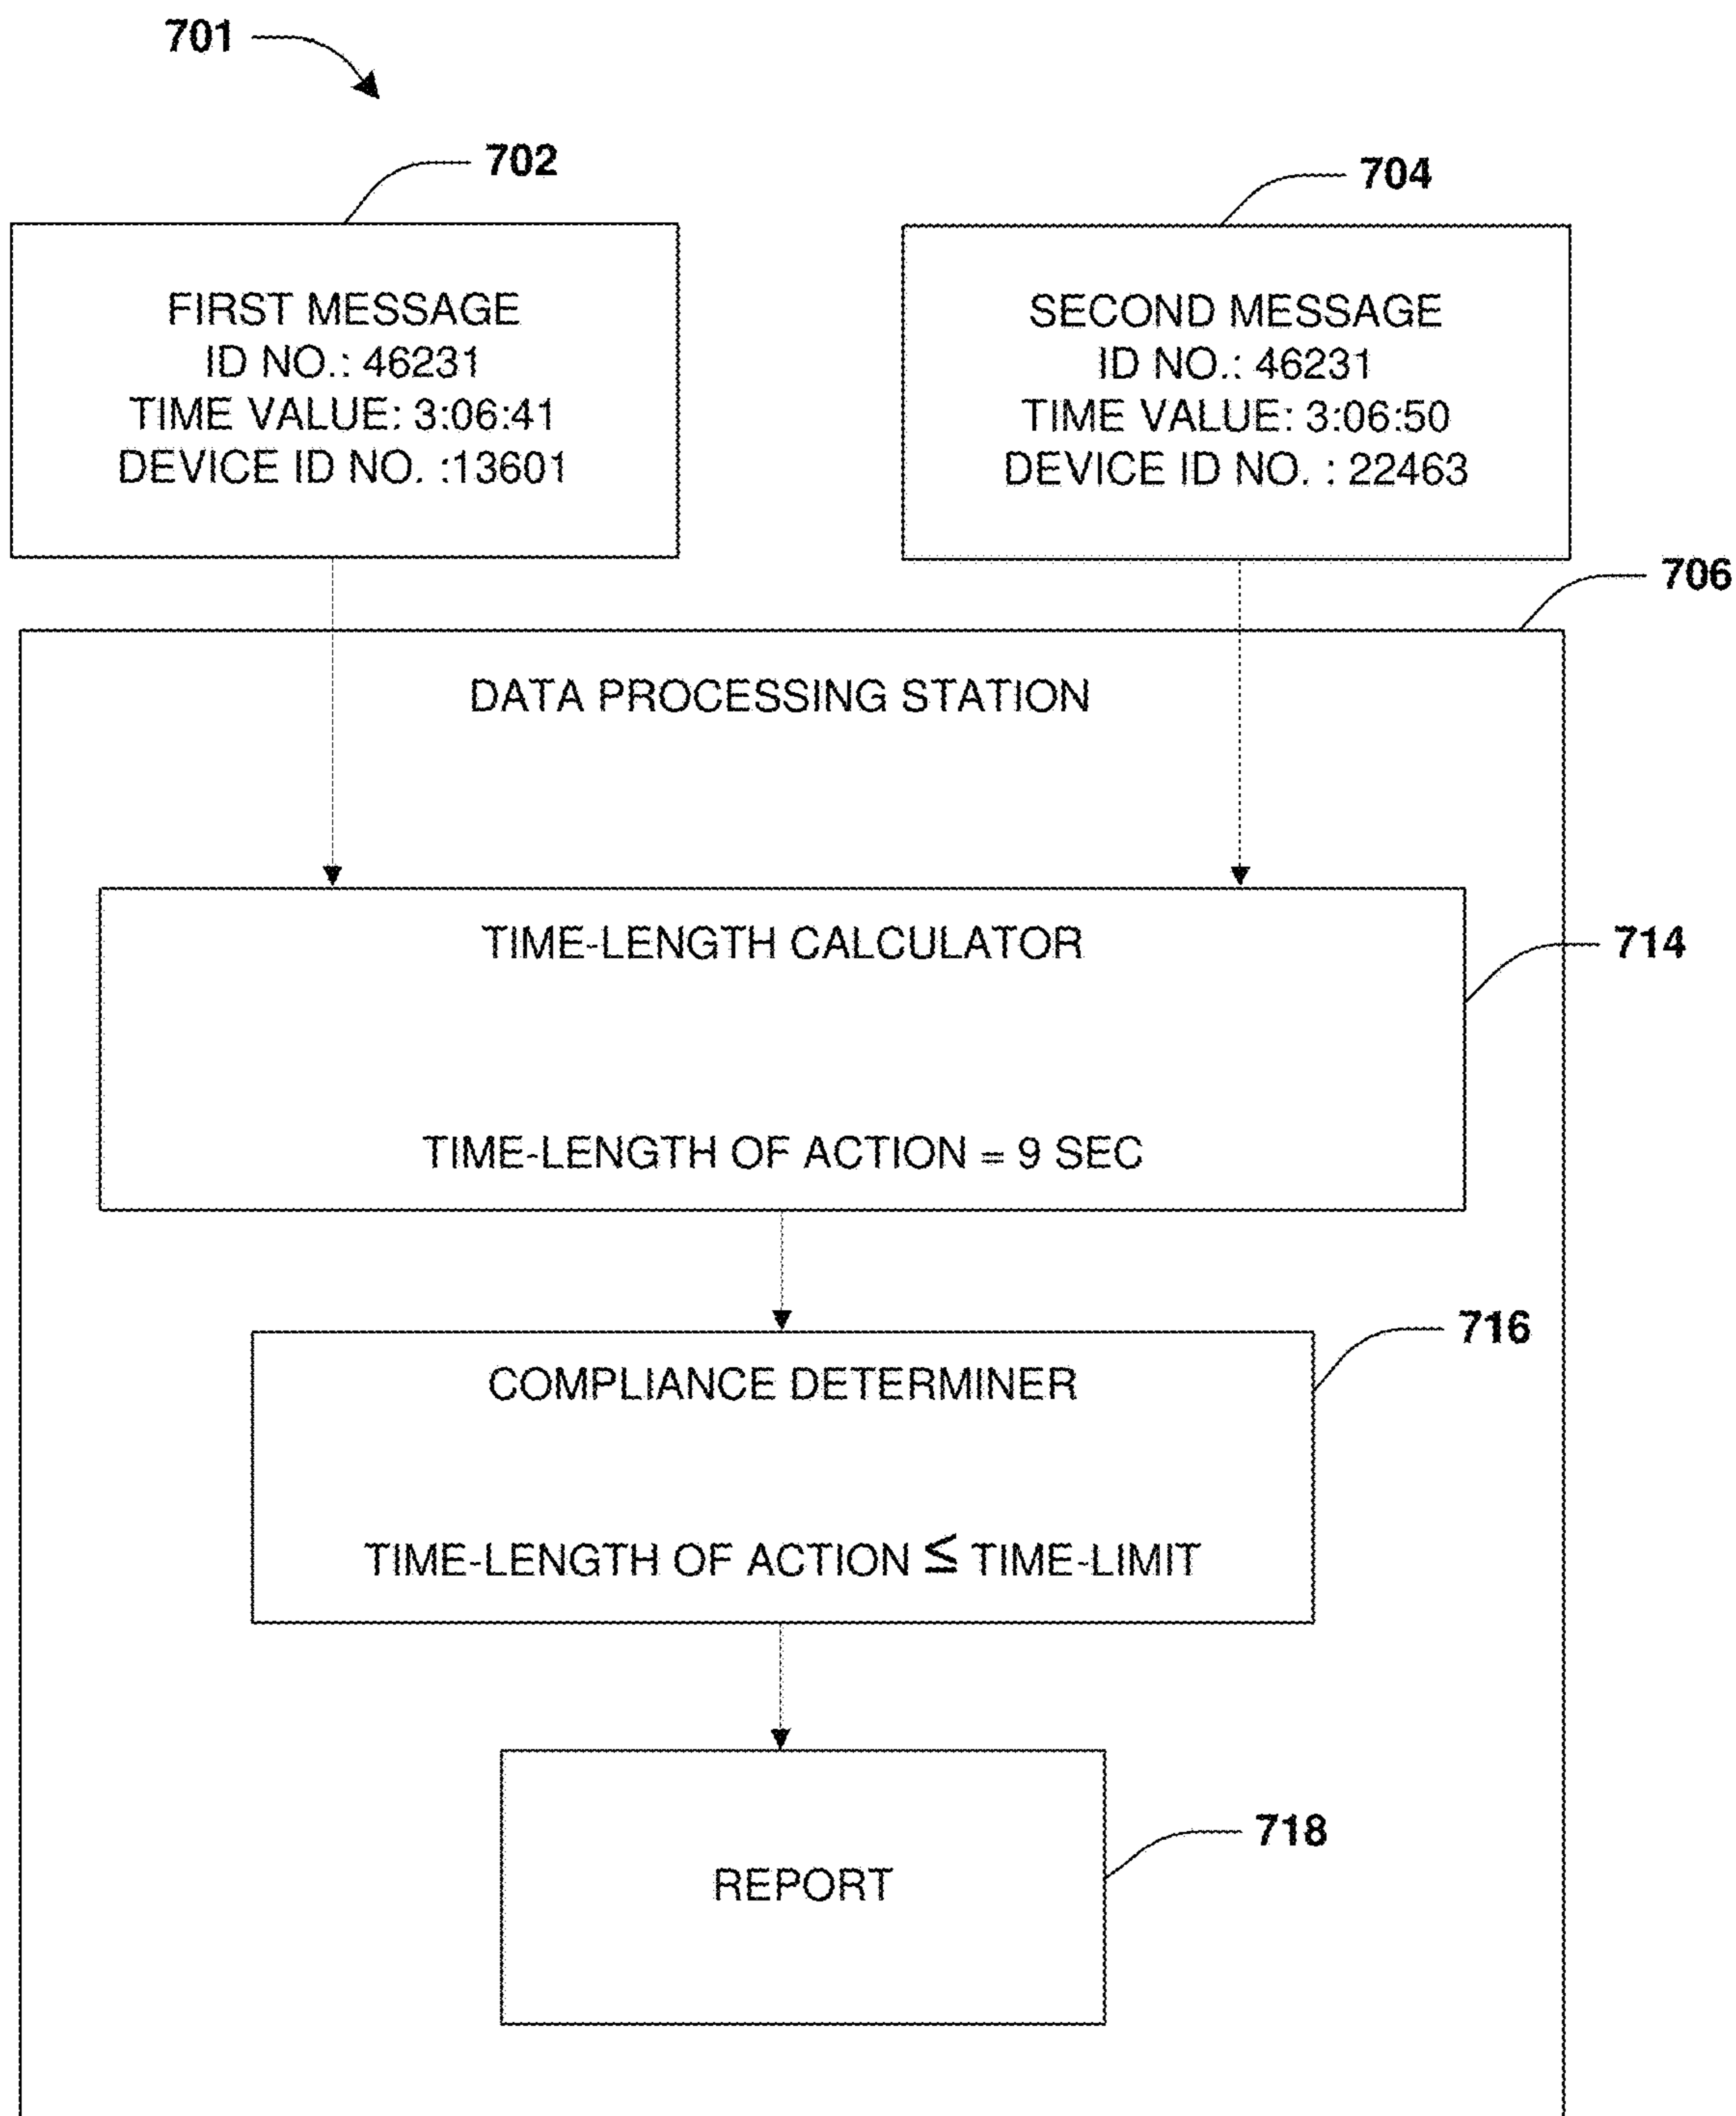 701
702
704
FIRST MESSAGE
ID NO.: 46231
TIME VALUE: 3:06:41
DEVICE ID NO. :13601
SECOND MESSAGE
ID NO.: 46231
TIME VALUE: 3:06:50
DEVICE ID NO. : 22463
706
DATA PROCESSING STATION
TIME-LENGTH CALCULATOR
714
TIME-LENGTH OF ACTION = 9 SEC
716
COMPLIANCE DETERMINER
TIME-LENGTH OF ACTION ≤ TIME-LIMIT
718
REPORT